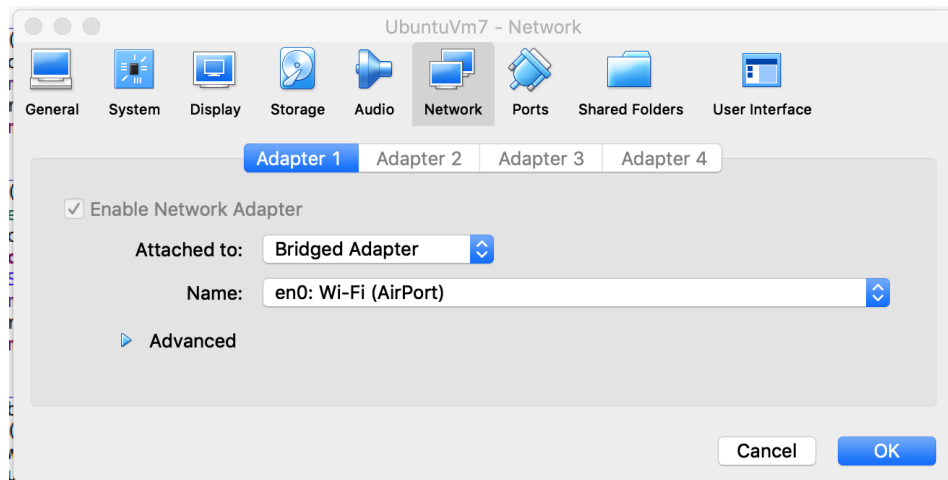 UbuntuVm7 - Network
General System Display Storage Audio Network Ports Shared Folders User Interface
Adapter 1 Adapter 2 Adapter 3 Adapter 4
Enable Network Adapter
Attached to: Bridged Adapter
Name: en0: Wi-Fi (AirPort)
Advanced
Cancel OK